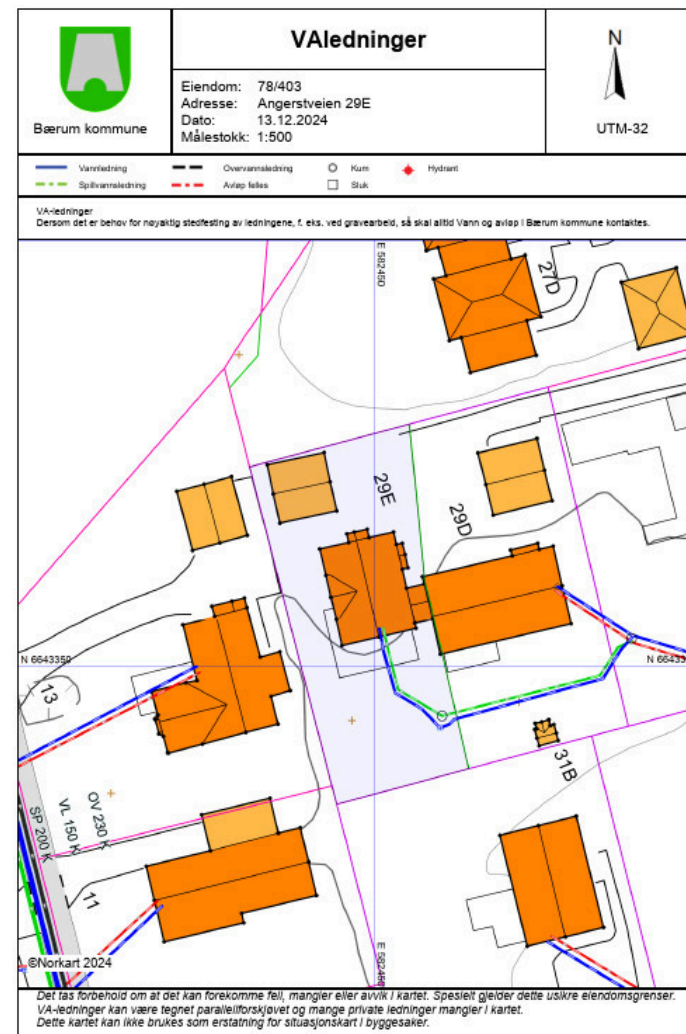 VAledninger
N
Bærum kommune
Eiendom: 78/403
Adresse: Angerstveien 29E
Dato: 13.12.2024
Målestokk: 1:500
UTM-32
Vannledning
Overvannsledning
Kum
Hydrant
Spillvannsledning
Avløp felles
Sluk
VA-ledninger
Dersom det er behov for nøyaktig stedfesting av ledningene, f. eks. ved gravearbeid, så skal alltid Vann og avløp i Bærum kommune kontaktes.
E 582450
27D
29E
29D
N 6643350
N 66433
13
31B
OV 230 K
VL 150 K
SP 200 K
11
E 582450
©Norkart 2024
Det tas forbehold om at det kan forekomme feil, mangler eller avvik i kartet. Spesielt gjelder dette usikre eiendomsgrenser.
VA-ledninger kan være tegnet parallellforskjøvet og mange private ledninger mangler i kartet.
Dette kartet kan ikke brukes som erstatning for situasjonskart i byggesaker.